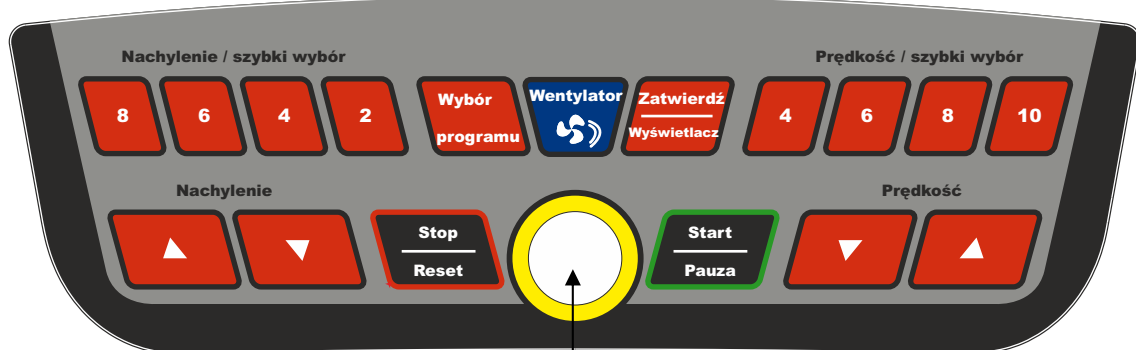 Nachylenie / szybki wybór
Prędkość / szybki wybór
8
6
4
2
Wybór
programu
Wentylator
Zatwierdź
Wyświetlacz
4
6
8
10
Nachylenie
Prędkość
Stop
Reset
Start
Pauza